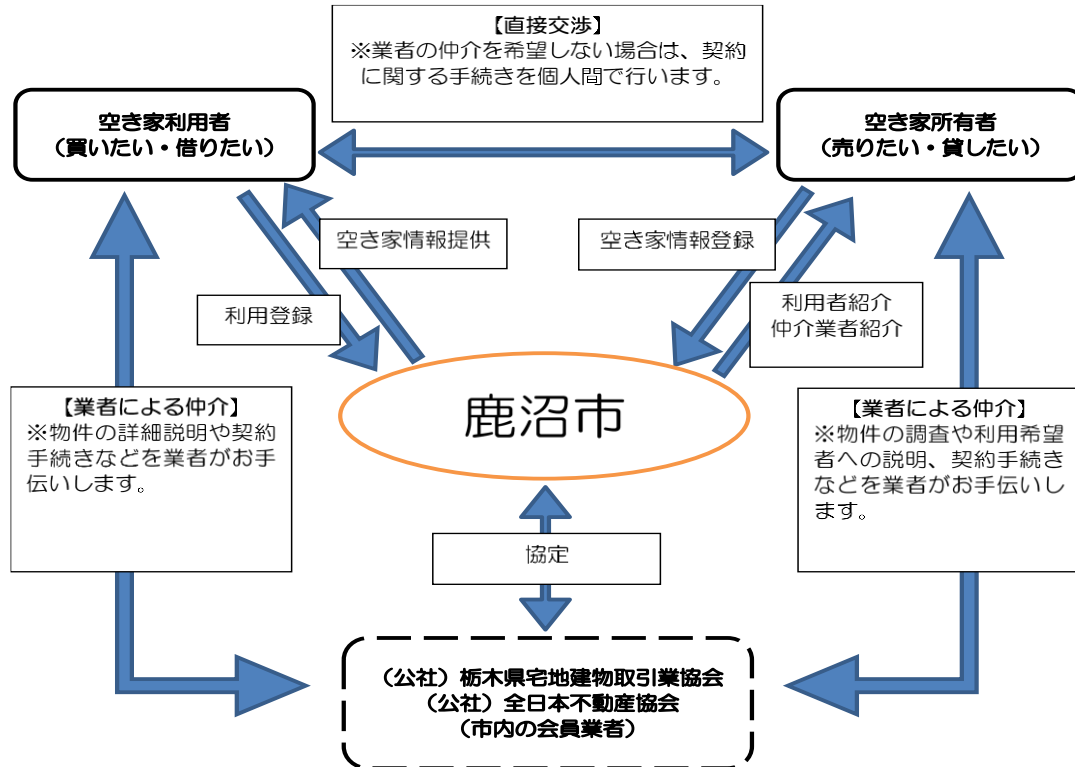 【直接交渉】
※業者の仲介を希望しない場合は、契約
に関する手続きを個人間で行います。
空き家利用者
（買いたい・借りたい）
空き家所有者
（売りたい・貸したい）
空き家情報提供
空き家情報登録
利用登録
利用者紹介
仲介業者紹介
鹿沼市
【業者による仲介】
※物件の詳細説明や契約
手続きなどを業者がお手
伝いします。
【業者による仲介】
※物件の調査や利用希望
者への説明、契約手続き
などを業者がお手伝いし
ます。
協定
（公社）栃木県宅地建物取引業協会
（公社）全日本不動産協会
（市内の会員業者）